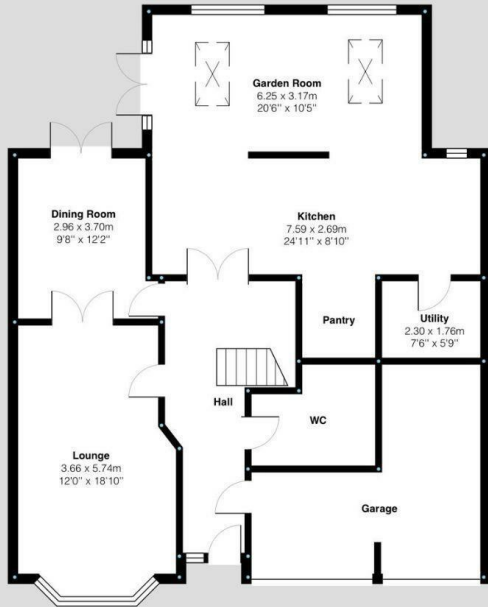 Garden Room
6.25 x 3.17m
20'6" x 10'5"
Dining Room
2.96 x 3.70m
9'8" x 12'2"
Kitchen
7.59 x 2.69m
24'11" x 8'10"
Pantry
Utility
2.30 x 1.76m
7'6" x 5'9"
Hall
WC
Lounge
3.66 x 5.74m
12'0" x 18'10"
Garage